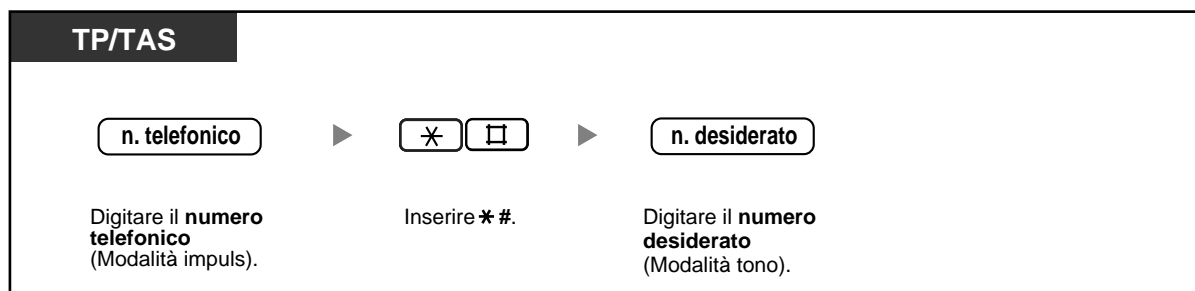 TP/TAS
n. telefonico
n. desiderato
Digitare il numero
telefonico
(Modalità impuls).
Inserire * #.
Digitare il numero
desiderato
(Modalità tono).